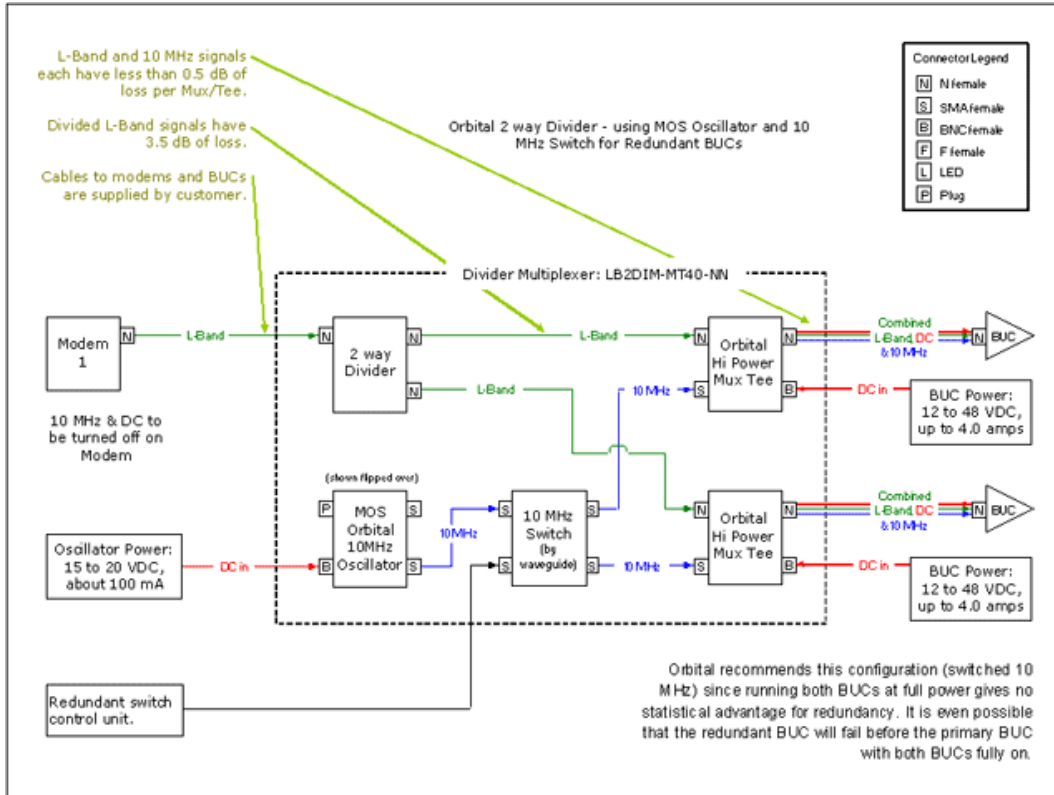 L-Band and 10 MHz signals
each have less than 0.5 dB of
loss per Mux/Tee.
Divided L-Band signals have
3.5 dB of loss.
Cables to modems and BUCs
are supplied by customer.
Orbital 2 way Divider - using MOS Oscillator and 10
MHz Switch for Redundant BUCs
Connector Legend
N N female
S SMA female
B BNC female
F F female
L LED
P Plug
Divider Multiplexer: LB2DIM-MT40-NN
Modem
1
N
L-Band
N
2 way
Divider
N
N
L-Band
L-Band
N
S
Orbital
Hi Power
Mux Tee
N
B
Combined
L-Band, DC
& 10 MHz
N
BUC
DC in
BUC Power:
12 to 48 VDC,
up to 4.0 amps
10 MHz & DC to
be turned off on
Modem
10 MHz
(shown flipped over)
P
B
MOS
Orbital
10MHz
Oscillator
S
S
10MHz
S
S
10 MHz
Switch
(by
waveguide)
S
S
10 MHz
N
S
Orbital
Hi Power
Mux Tee
N
B
Combined
L-Band, DC
& 10 MHz
N
BUC
DC in
BUC Power:
12 to 48 VDC,
up to 4.0 amps
Oscillator Power:
15 to 20 VDC,
about 100 mA
DC in
Redundant switch
control unit.
Orbital recommends this configuration (switched 10
MHz) since running both BUCs at full power gives no
statistical advantage for redundancy. It is even possible
that the redundant BUC will fail before the primary BUC
with both BUCs fully on.